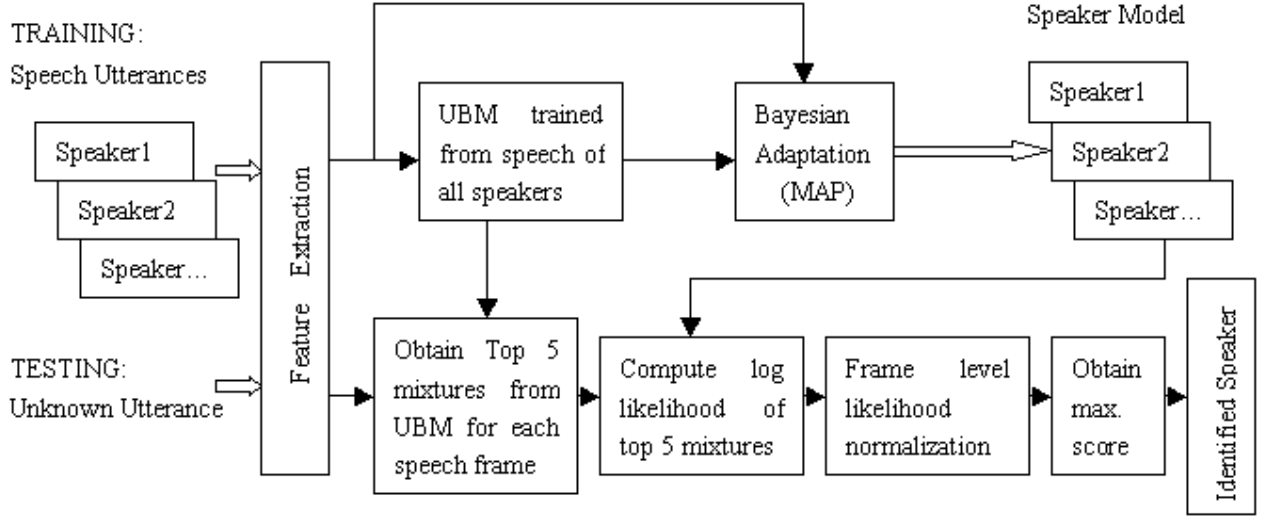 TRAINING:
Speech Utterances
Speaker1
Speaker2
Speaker…
TESTING:
Unknown Utterance
Feature Extraction
UBM trained
from speech of
all speakers
Bayesian
Adaptation
(MAP)
Speaker Model
Speaker1
Speaker2
Speaker…
Obtain Top 5
mixtures from
UBM for each
speech frame
Compute log
likelihood of
top 5 mixtures
Frame level
likelihood
normalization
Obtain
max.
score
Identified Speaker